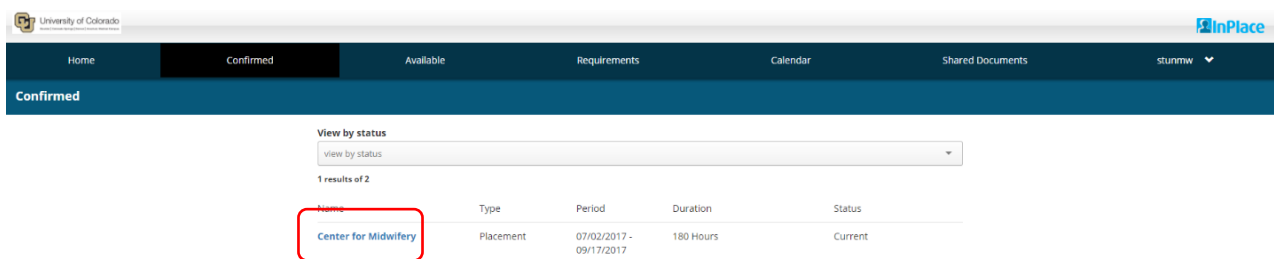 University of Colorado
InPlace
Home Confirmed Available Requirements Calendar Shared Documents stunmw
Confirmed
View by status
view by status
1 results of 2
Name Type Period Duration Status
Center for Midwifery Placement 07/02/2017 - 180 Hours Current
09/17/2017